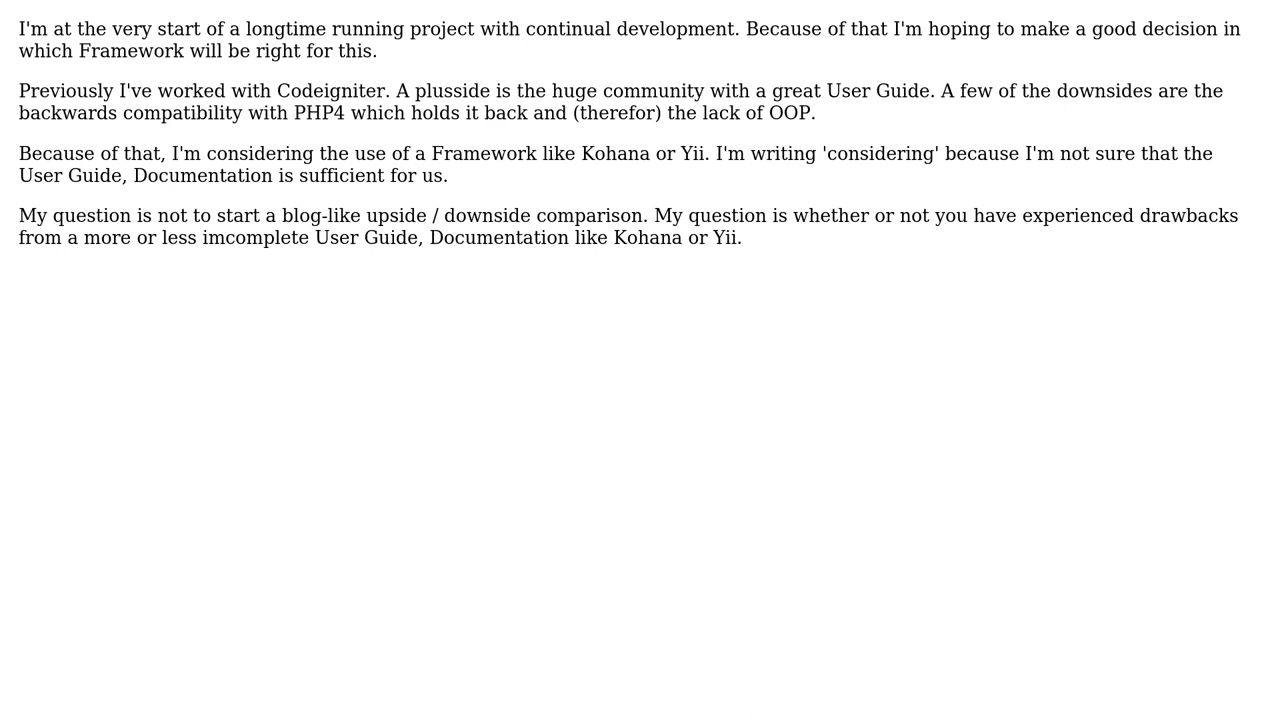 I'm at the very start of a longtime running project with continual development. Because of that I'm hoping to make a good decision in
which Framework will be right for this.
Previously I've worked with Codeigniter. A plusside is the huge community with a great User Guide. A few of the downsides are the
backwards compatibility with PHP4 which holds it back and (therefor) the lack of OOP.
Because of that, I'm considering the use of a Framework like Kohana or Yii. I'm writing 'considering' because I'm not sure that the
User Guide, Documentation is sufficient for us.
My question is not to start a blog-like upside / downside comparison. My question is whether or not you have experienced drawbacks
from a more or less imcomplete User Guide, Documentation like Kohana or Yii.